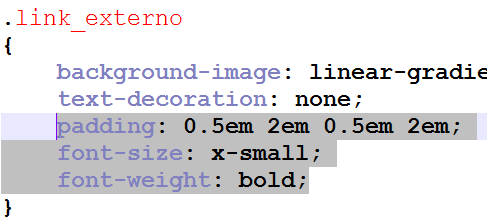 .link_externo
{
background-image: linear-gradie
text-decoration: none;
padding: 0.5em 2em 0.5em 2em;
font-size: x-small;
font-weight: bold;
}